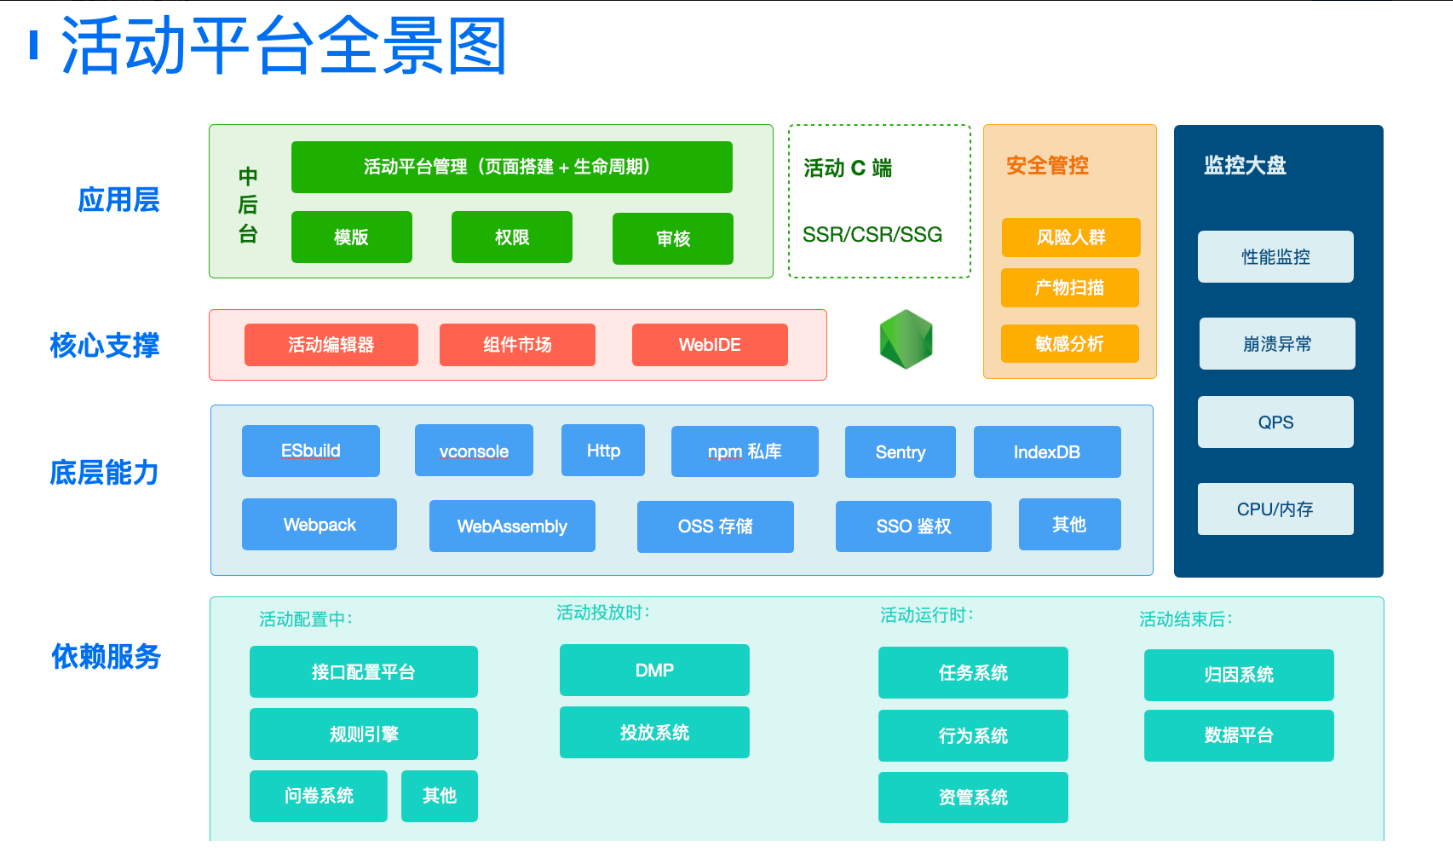 活动平台全景图
应用层
中
后
台
活动平台管理（页面搭建 + 生命周期）
模版
权限
审核
活动 C 端
SSR/CSR/SSG
安全管控
风险人群
产物扫描
敏感分析
监控大盘
性能监控
崩溃异常
QPS
CPU/内存
核心支撑
活动编辑器
组件市场
WebIDE
底层能力
ESbuild
vconsole
Http
npm 私库
Sentry
IndexDB
Webpack
WebAssembly
OSS 存储
SSO 鉴权
其他
依赖服务
活动配置中：
接口配置平台
规则引擎
问卷系统
其他
活动投放时：
DMP
投放系统
活动运行时：
任务系统
行为系统
资管系统
活动结束后：
归因系统
数据平台